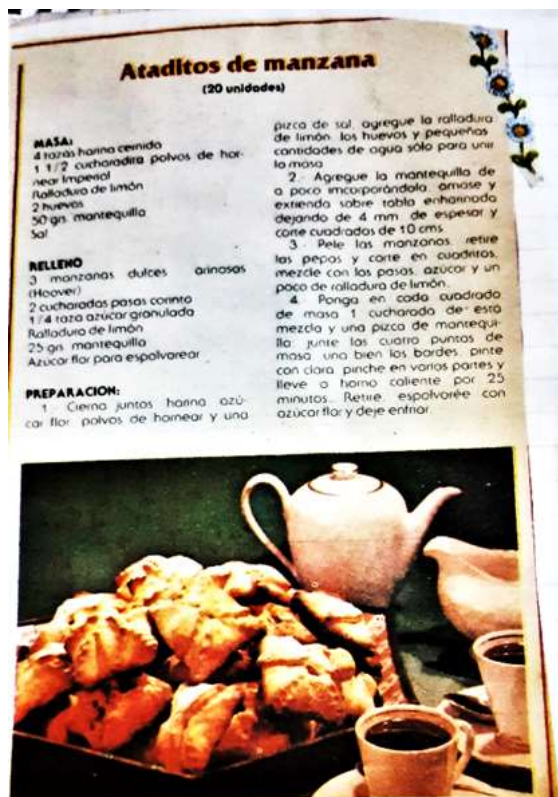 Ataditos de manzana
(20 unidades)
MASA:
4 tazas harina cernida
1 1/2 cucharadita polvos de hor-
near Imperial
Ralladura de limón
2 huevos
50 grs. mantequilla
Sal
RELLENO
3 manzanas dulces arinosas
(Hoover)
2 cucharadas pasas corinto
1/4 taza azúcar granulada
Ralladura de limón
25 grs. mantequilla
Azúcar flor para espolvorear
PREPARACION:
1.- Cierna juntos harina azú-
car flor, polvos de hornear y una
pizca de sal, agregue la ralladura
de limón, los huevos y pequeñas
cantidades de agua sólo para unir
la masa.
2.- Agregue la mantequilla de
a poco imcorporándola, amase y
extienda sobre tabla enharinada
dejando de 4 mm. de espesar y
corte cuadrados de 10 cms.
3.- Pele las manzanas, retire
las pepas y corte en cuadritos,
mezcle con las pasas, azúcar y un
poco de ralladura de limón.
4.- Ponga en cada cuadrado
de masa 1 cucharada de esta
mezcla y una pizca de mantequi-
lla, junte las cuatro puntas de
masa, una bien los bordes, pinte
con clara, pinche en varios partes y
lleve a horno caliente por 25
minutos. Retire, espolvorée con
azúcar flor y deje enfriar.